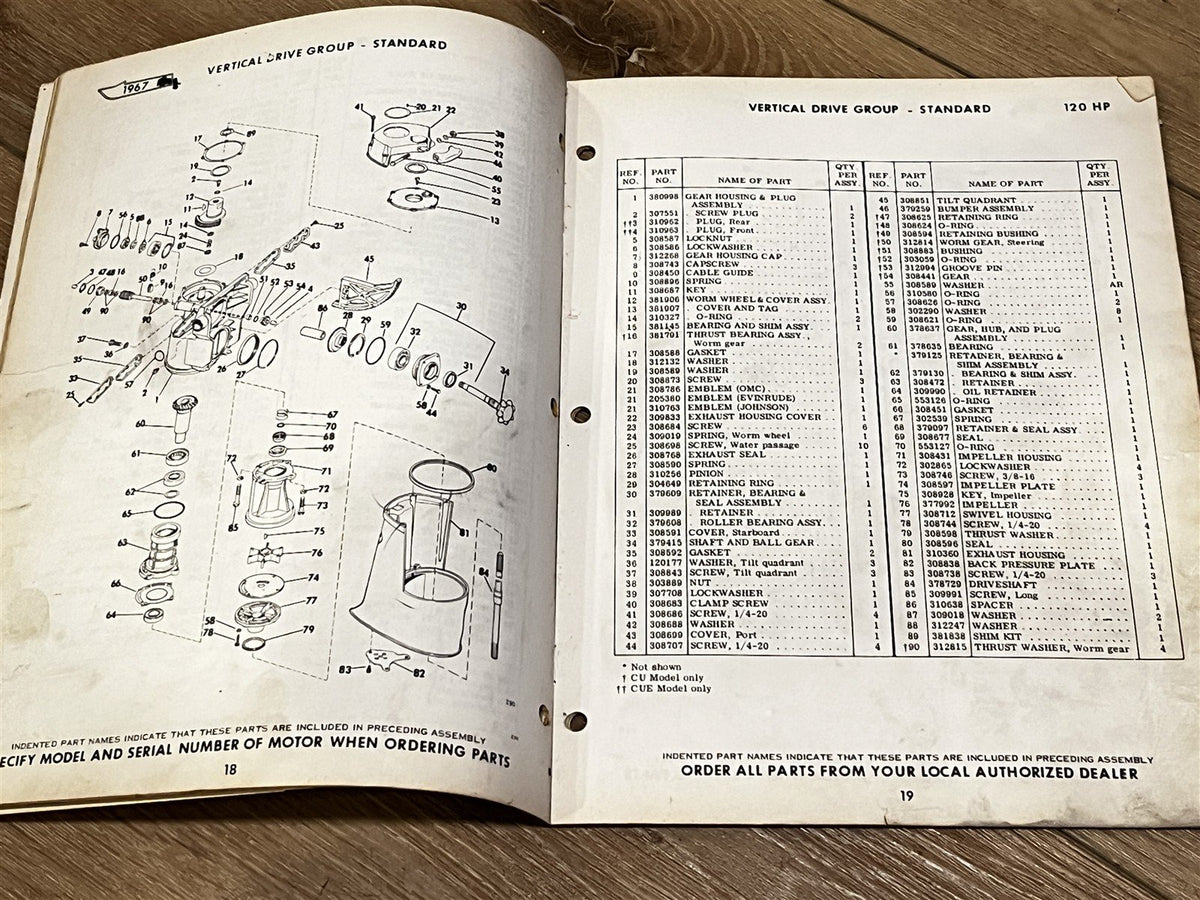 VERTICAL DRIVE GROUP - STANDARD
1967
INDENTED PART NAMES INDICATE THAT THESE PARTS ARE INCLUDED IN PRECEDING ASSEMBLY
ECIFY MODEL AND SERIAL NUMBER OF MOTOR WHEN ORDERING PARTS
18
VERTICAL DRIVE GROUP - STANDARD 120 HP
REF. NO. PART NO. NAME OF PART QTY PER ASSY.
1 380998 GEAR HOUSING & PLUG
ASSEMBLY 1
2 307551 SCREW PLUG 2
††3 310962 PLUG, Rear 1
††4 310963 PLUG, Front 1
5 308587 LOCKNUT 1
6 308586 LOCKWASHER 1
7 312268 GEAR HOUSING CAP 1
8 308743 CAPSCREW 3
9 308450 CABLE GUIDE 1
10 308896 SPRING 1
11 308687 KEY 1
12 381906 WORM WHEEL & COVER ASSY. 1
13 381007 COVER AND TAG 1
14 310327 O-RING 2
15 381145 BEARING AND SHIM ASSY. 1
†16 381791 THRUST BEARING ASSY.,
Worm gear 2
17 308588 GASKET 1
18 312132 WASHER 1
19 308589 WASHER 1
20 308873 SCREW 3
21 308786 EMBLEM (OMC) 1
21 205380 EMBLEM (EVINRUDE) 1
21 310763 EMBLEM (JOHNSON) 1
22 309833 EXHAUST HOUSING COVER 1
23 308684 SCREW 6
24 309019 SPRING, Worm wheel 1
25 308698 SCREW, Water passage 10
26 308768 EXHAUST SEAL
27 308590 SPRING 1
28 310256 PINION 1
29 304649 RETAINING RING 1
30 379609 RETAINER, BEARING &
SEAL ASSEMBLY 1
31 309989 RETAINER 1
32 379608 ROLLER BEARING ASSY. 1
33 308591 COVER, Starboard 1
34 379415 SHAFT AND BALL GEAR 1
35 308592 GASKET 2
36 120177 WASHER, Tilt quadrant 3
37 308843 SCREW, Tilt quadrant 3
38 303889 NUT 1
39 307708 LOCKWASHER 1
40 308683 CLAMP SCREW 1
41 308686 SCREW, 1/4-20 4
42 308688 WASHER 1
43 308699 COVER, Port 1
44 308707 SCREW, 1/4-20 4
REF. NO. PART NO. NAME OF PART QTY PER ASSY.
45 308851 TILT QUADRANT 1
46 379259 BUMPER ASSEMBLY 1
†47 308625 RETAINING RING 1
†48 308624 O-RING 1
†49 308594 RETAINING BUSHING 1
†50 312814 WORM GEAR, Steering 1
†51 308883 BUSHING 1
†52 303059 O-RING 1
†53 312994 GROOVE PIN 1
†54 308441 GEAR 1
55 308589 WASHER AR
56 310580 O-RING 1
57 308626 O-RING 2
58 302290 WASHER 8
59 308621 O-RING 1
60 378637 GEAR, HUB, AND PLUG
ASSEMBLY 1
61 378635 BEARING 1
* 379125 RETAINER, BEARING &
SHIM ASSEMBLY 1
62 379130 BEARING & SHIM ASSY. 1
63 308472 RETAINER 1
64 309990 OIL RETAINER 1
65 553126 O-RING 1
66 308451 GASKET 1
67 302539 SPRING 1
68 379097 RETAINER & SEAL ASSY 1
69 308677 SEAL 1
70 553127 O-RING 1
71 308431 IMPELLER HOUSING 1
72 302865 LOCKWASHER 4
73 308746 SCREW, 3/8-16 3
74 308597 IMPELLER PLATE 1
75 308928 KEY, Impeller 1
76 377992 IMPELLER 1
77 308712 SWIVEL HOUSING 1
78 308744 SCREW, 1/4-20 4
79 308598 THRUST WASHER 1
80 308596 SEAL 1
81 310360 EXHAUST HOUSING 1
82 308838 BACK PRESSURE PLATE 1
83 308738 SCREW, 1/4-20 3
84 378729 DRIVESHAFT 1
85 309991 SCREW, Long 1
86 310638 SPACER 1
87 309018 WASHER 2
88 312247 WASHER 1
89 381838 SHIM KIT 1
†90 312815 THRUST WASHER, Worm gear 4
* Not shown
† CU Model only
†† CUE Model only
INDENTED PART NAMES INDICATE THAT THESE PARTS ARE INCLUDED IN PRECEDING ASSEMBLY
ORDER ALL PARTS FROM YOUR LOCAL AUTHORIZED DEALER
19